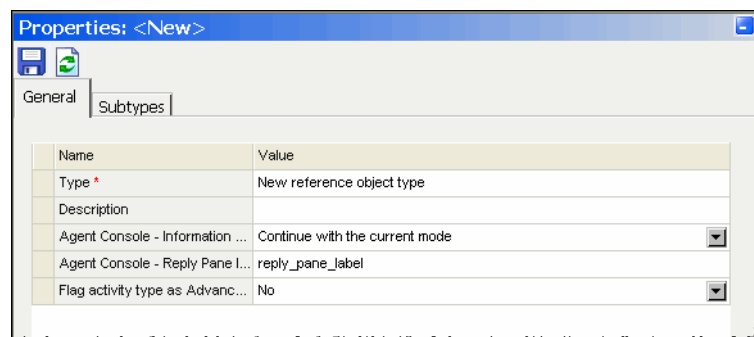 Properties: <New>
General Subtypes
Name Value
Type * New reference object type
Description
Agent Console - Information ... Continue with the current mode
Agent Console - Reply Pane l... reply_pane_label
Flag activity type as Advanc... No